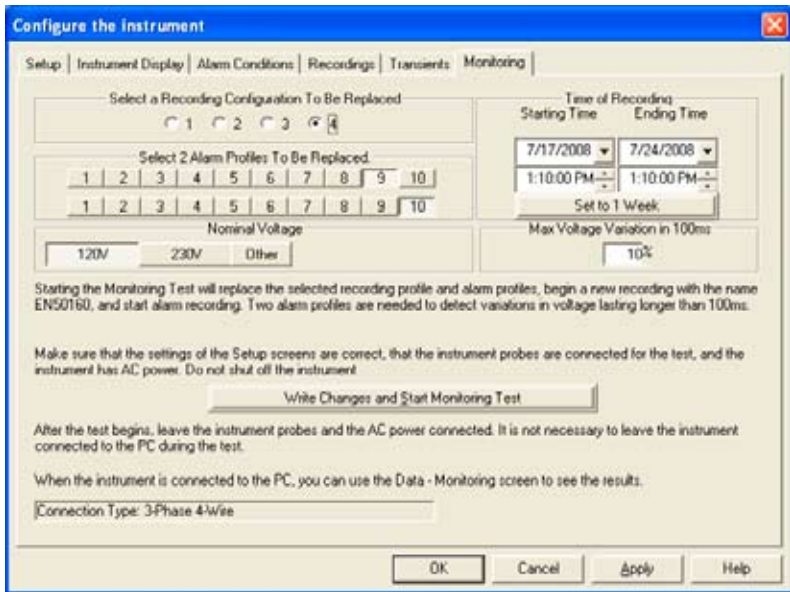 Configure the instrument
Setup Instrument Display Alarm Conditions Recordings Transients Monitoring
Select a Recording Configuration To Be Replaced
1 2 3 4
Time of Recording
Starting Time Ending Time
7/17/2008 7/24/2008
1:10:00 PM 1:10:00 PM
Set to 1 Week
Select 2 Alarm Profiles To Be Replaced
1 2 3 4 5 6 7 8 9 10
1 2 3 4 5 6 7 8 9 10
Nominal Voltage
120V 230V Other
Max Voltage Variation in 100ms
10%
Starting the Monitoring Test will replace the selected recording profile and alarm profiles, begin a new recording with the name
EN50160, and start alarm recording. Two alarm profiles are needed to detect variations in voltage lasting longer than 100ms.
Make sure that the settings of the Setup screens are correct, that the instrument probes are connected for the test, and the
instrument has AC power. Do not shut off the instrument
Write Changes and Start Monitoring Test
After the test begins, leave the instrument probes and the AC power connected. It is not necessary to leave the instrument
connected to the PC during the test.
When the instrument is connected to the PC, you can use the Data - Monitoring screen to see the results.
Connection Type: 3-Phase 4-Wire
OK Cancel Apply Help